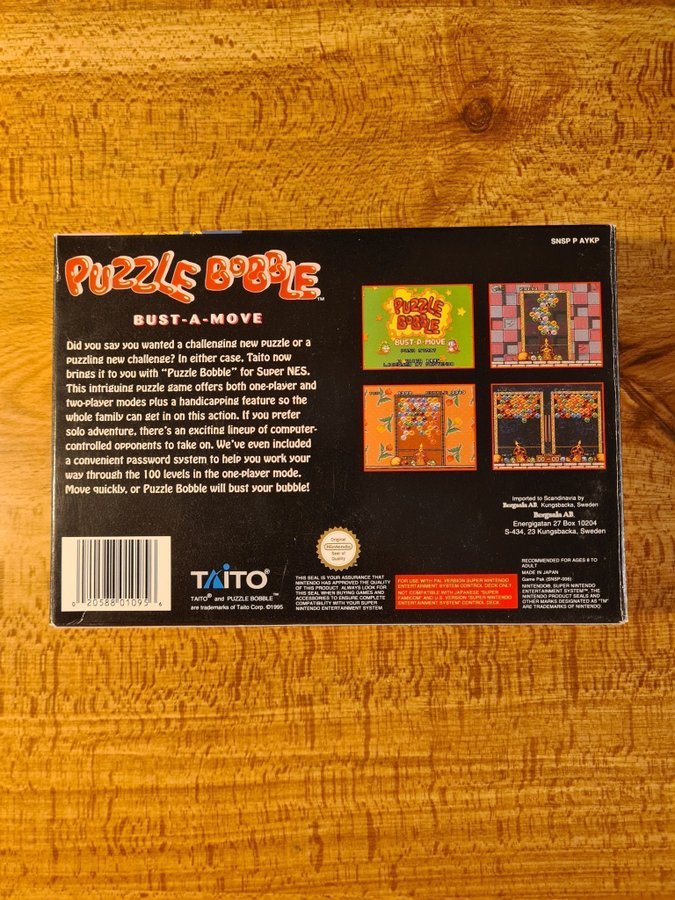 SNSP P AYKP
PUZZLE BOBBLE™
BUST-A-MOVE
Did you say you wanted a challenging new puzzle or a
puzzling new challenge? In either case, Taito now
brings it to you with "Puzzle Bobble" for Super NES.
This intriguing puzzle game offers both one-player and
two-player modes plus a handicapping feature so the
whole family can get in on this action. If you prefer
solo adventure, there's an exciting lineup of computer-
controlled opponents to take on. We've even included
a convenient password system to help you work your
way through the 100 levels in the one-player mode.
Move quickly, or Puzzle Bobble will bust your bubble!
PUZZLE
BOBBLE
BUST-A-MOVE
Imported to Scandinavia by
Bergsala AB, Kungsbacka, Sweden
Bergsala AB.
Energigatan 27 Box 10204
S-434, 23 Kungsbacka, Sweden
0 20588 01095 6
TAITO®
TAITO® and PUZZLE BOBBLE™
are trademarks of Taito Corp. ©1995
Original
Nintendo
Seal of
Quality
THIS SEAL IS YOUR ASSURANCE THAT
NINTENDO HAS APPROVED THE QUALITY
OF THIS PRODUCT. ALWAYS LOOK FOR
THIS SEAL WHEN BUYING GAMES AND
ACCESSORIES TO ENSURE COMPLETE
COMPATIBILITY WITH YOUR SUPER
NINTENDO ENTERTAINMENT SYSTEM.
FOR USE WITH PAL VERSION SUPER NINTENDO
ENTERTAINMENT SYSTEM CONTROL DECK ONLY.
NOT COMPATIBLE WITH JAPANESE "SUPER
FAMICOM" AND U.S. VERSION "SUPER NINTENDO
ENTERTAINMENT SYSTEM" CONTROL DECK.
RECOMMENDED FOR AGES 6 TO
ADULT
MADE IN JAPAN
Game Pak (SNSP-006)
NINTENDO, SUPER NINTENDO
ENTERTAINMENT SYSTEM™, THE
NINTENDO PRODUCT SEALS AND
OTHER MARKS DESIGNATED AS "TM"
ARE TRADEMARKS OF NINTENDO.